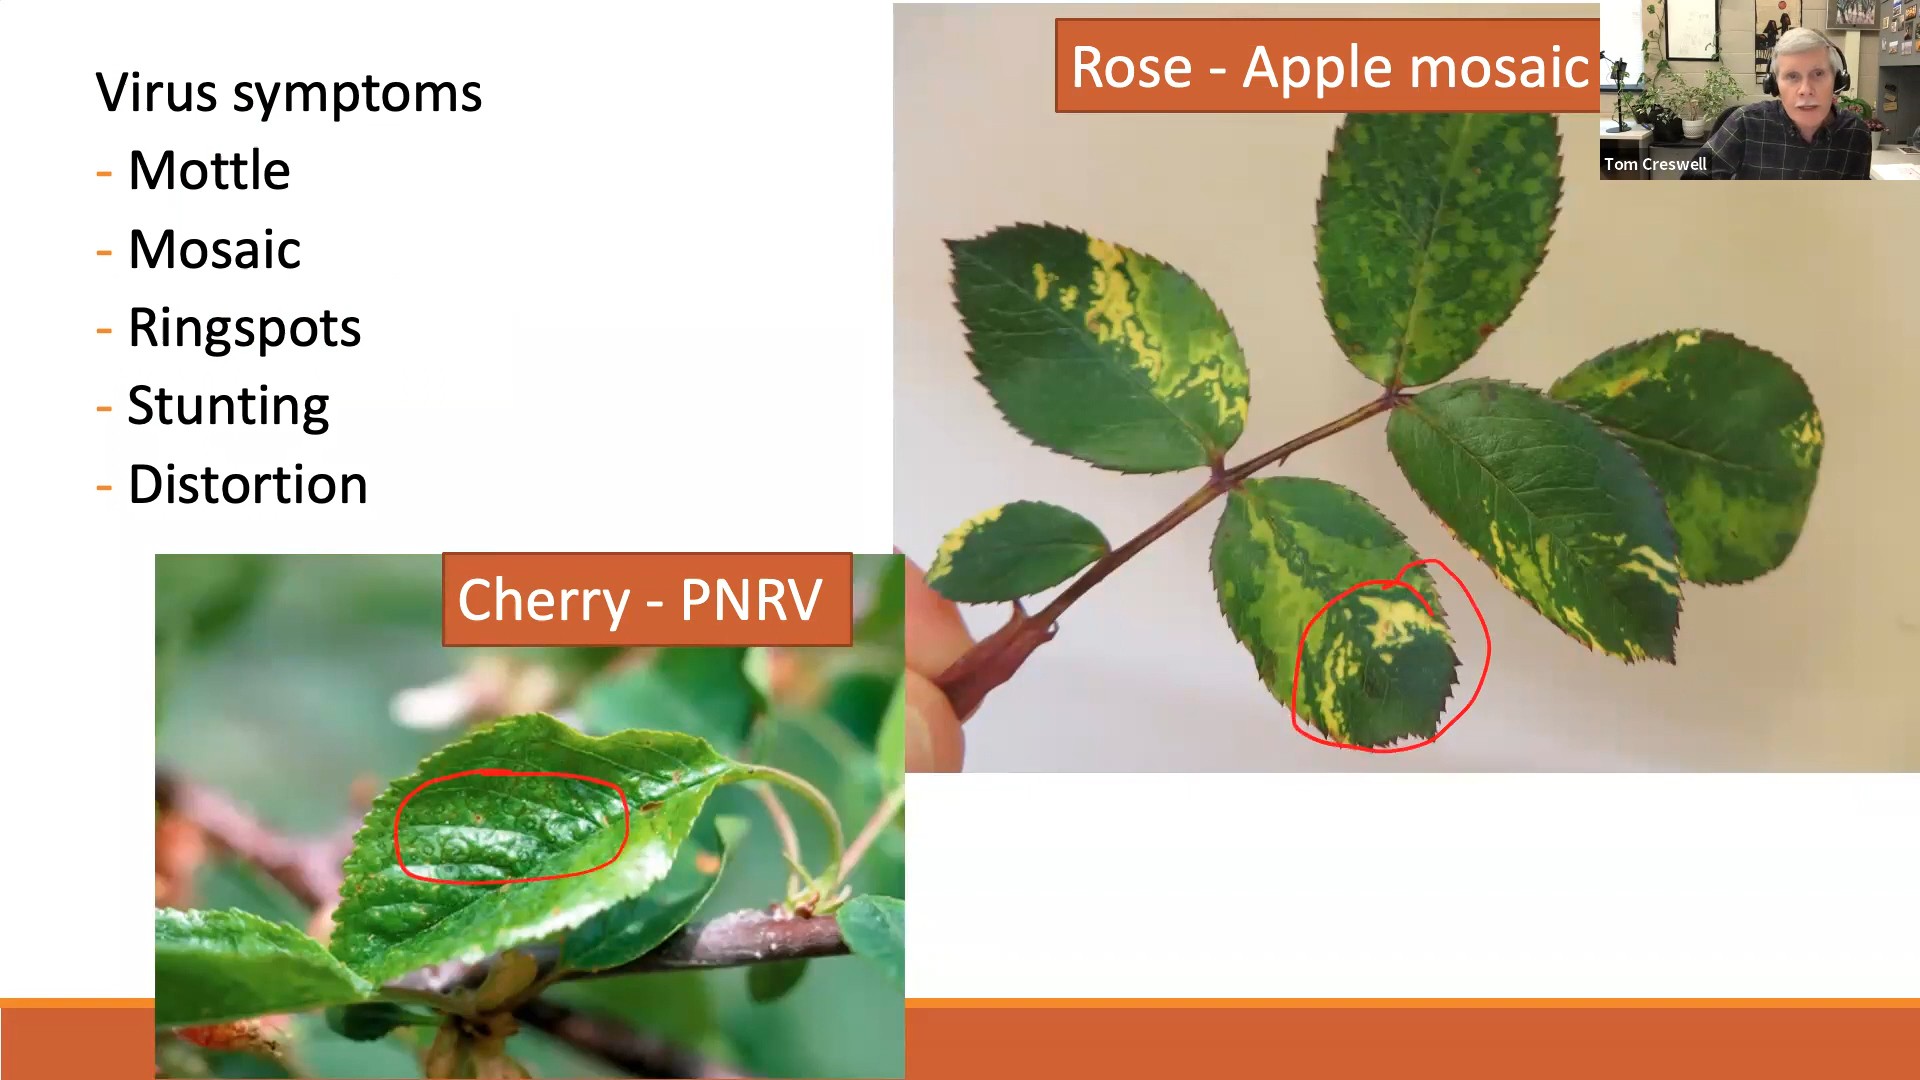 Virus symptoms
- Mottle
- Mosaic
- Ringspots
- Stunting
- Distortion
Rose - Apple mosaic
Tom Creswell
Cherry - PNRV